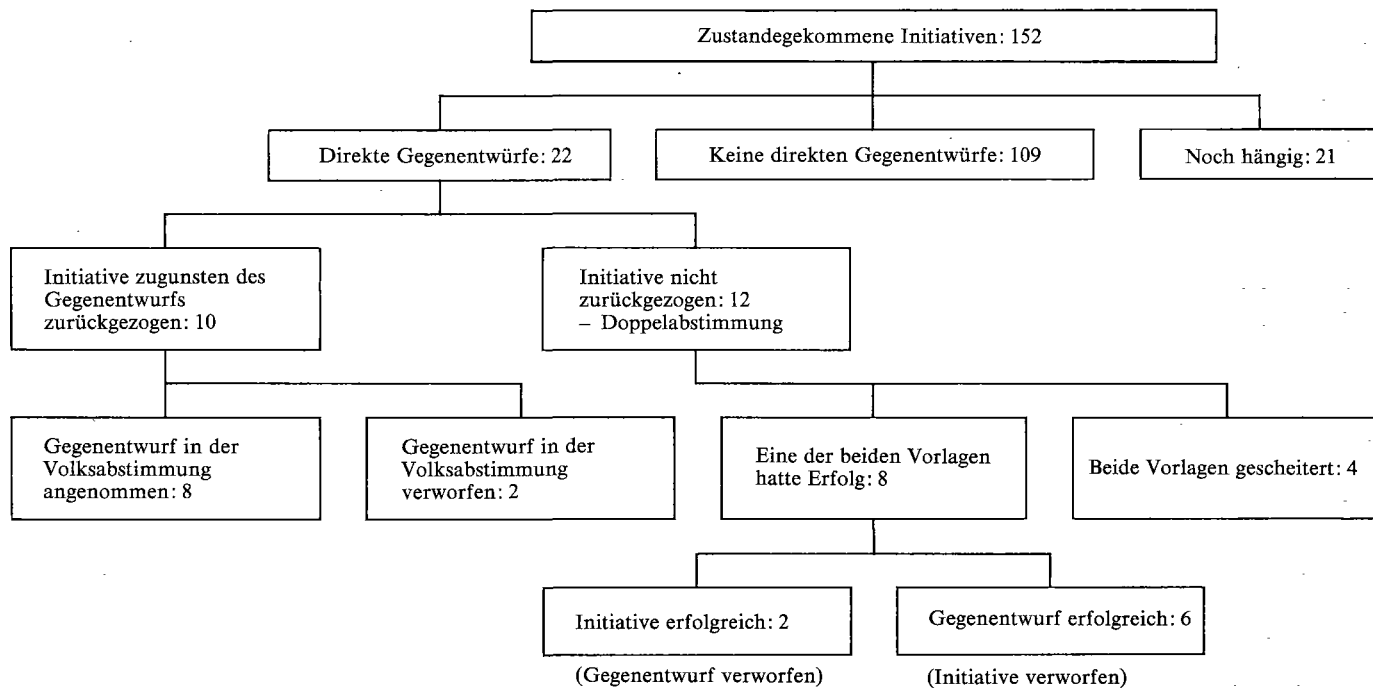 Zustandegekommene Initiativen: 152
Direkte Gegenentwürfe: 22
Keine direkten Gegenentwürfe: 109
Noch hängig: 21
Initiative zugunsten des
Gegenentwurfs
zurückgezogen: 10
Initiative nicht
zurückgezogen: 12
– Doppelabstimmung
Gegenentwurf in der
Volksabstimmung
angenommen: 8
Gegenentwurf in der
Volksabstimmung
verworfen: 2
Eine der beiden Vorlagen
hatte Erfolg: 8
Beide Vorlagen gescheitert: 4
Initiative erfolgreich: 2
(Gegenentwurf verworfen)
Gegenentwurf erfolgreich: 6
(Initiative verworfen)